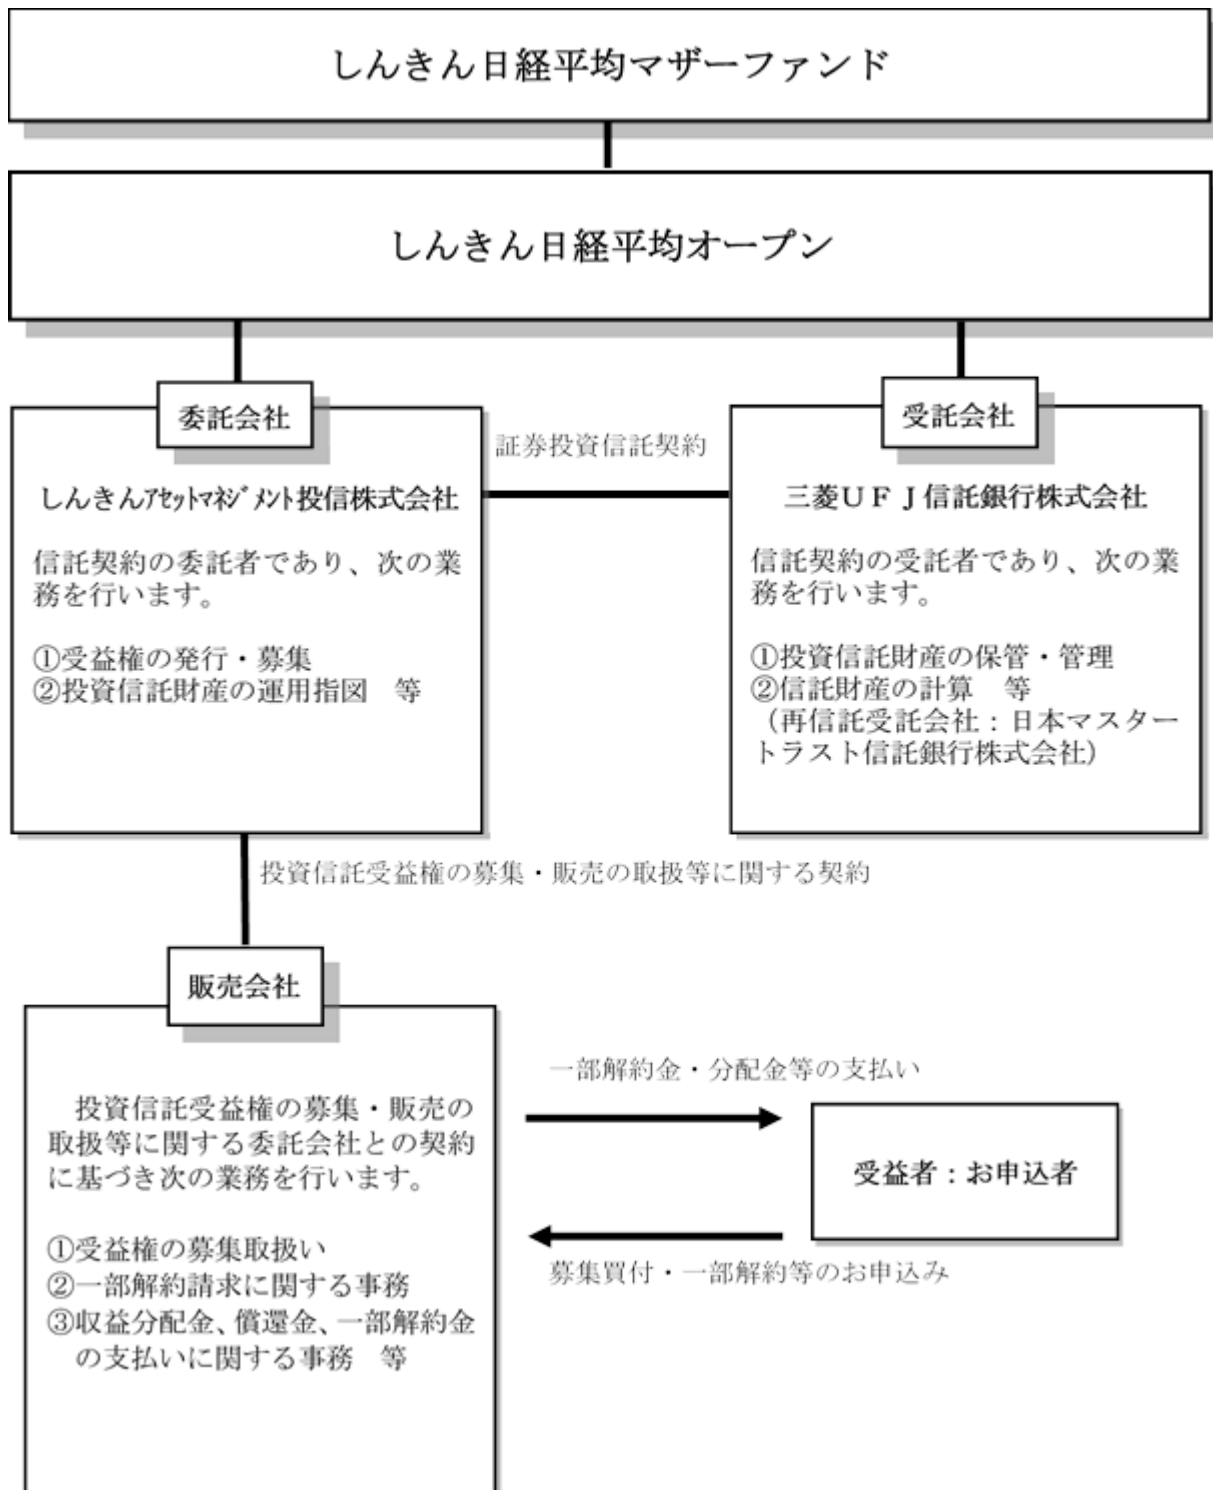 しんきん日経平均マザーファンド
しんきん日経平均オープン
委託会社
しんきんｱｾｯﾄﾏﾈｼﾞﾒﾝﾄ投信株式会社
信託契約の委託者であり、次の業
務を行います。
①受益権の発行・募集
②投資信託財産の運用指図　等
証券投資信託契約
受託会社
三菱ＵＦＪ信託銀行株式会社
信託契約の受託者であり、次の業
務を行います。
①投資信託財産の保管・管理
②信託財産の計算　等
（再信託受託会社：日本マスター
トラスト信託銀行株式会社）
投資信託受益権の募集・販売の取扱等に関する契約
販売会社
投資信託受益権の募集・販売の
取扱等に関する委託会社との契約
に基づき次の業務を行います。
①受益権の募集取扱い
②一部解約請求に関する事務
③収益分配金、償還金、一部解約金
の支払いに関する事務　等
一部解約金・分配金等の支払い
受益者：お申込者
募集買付・一部解約等のお申込み